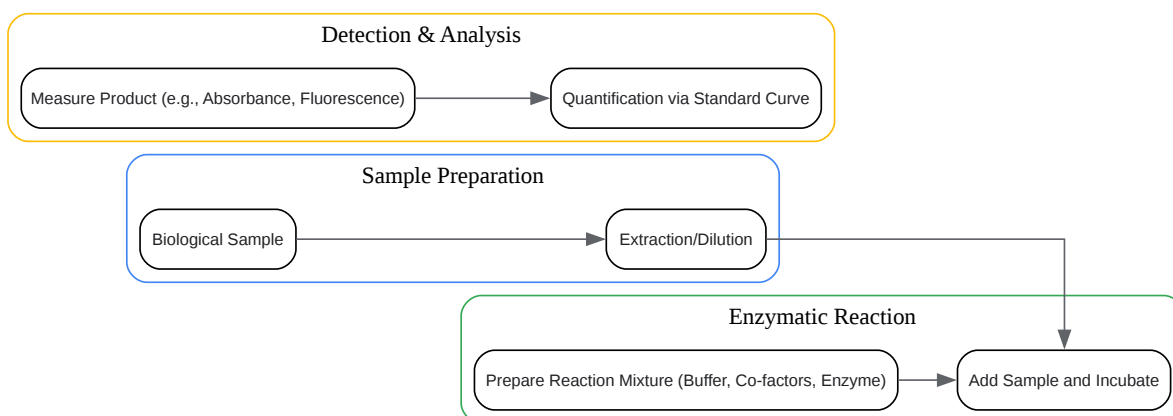 Detection & Analysis
Measure Product (e.g., Absorbance, Fluorescence)
Quantification via Standard Curve
Sample Preparation
Biological Sample
Extraction/Dilution
Enzymatic Reaction
Prepare Reaction Mixture (Buffer, Co-factors, Enzyme)
Add Sample and Incubate